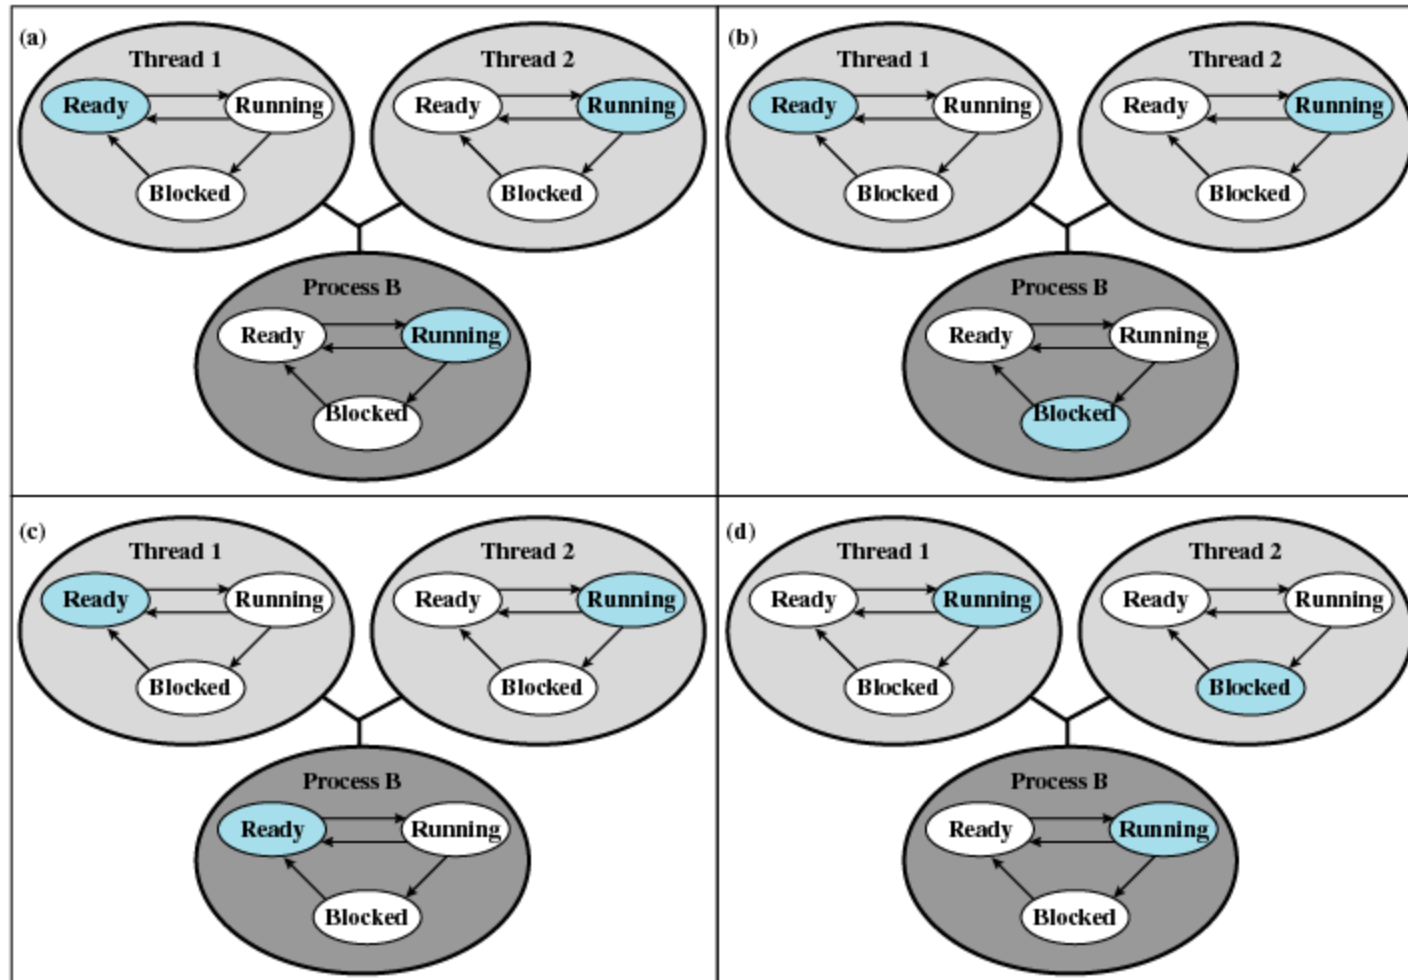 (a)
Thread 1
Ready
Running
Blocked
Thread 2
Ready
Running
Blocked
Process B
Ready
Running
Blocked
(b)
Thread 1
Ready
Running
Blocked
Thread 2
Ready
Running
Blocked
Process B
Ready
Running
Blocked
(c)
Thread 1
Ready
Running
Blocked
Thread 2
Ready
Running
Blocked
Process B
Ready
Running
Blocked
(d)
Thread 1
Ready
Running
Blocked
Thread 2
Ready
Running
Blocked
Process B
Ready
Running
Blocked